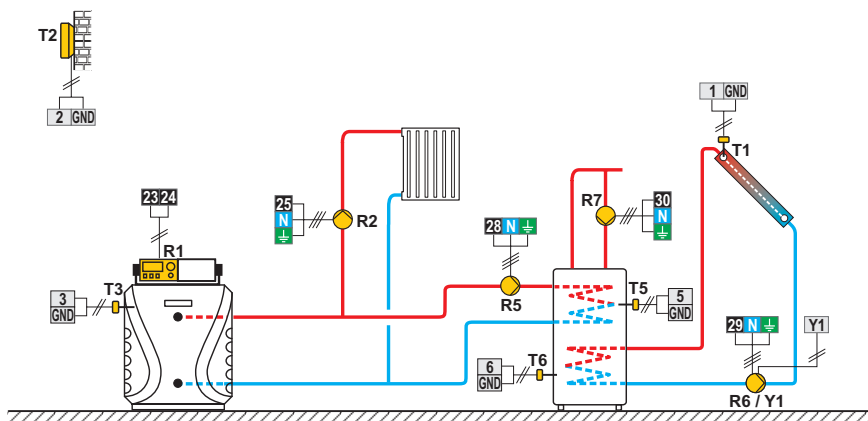 T2
2 GND
1 GND
T1
23 24
R1
25
N
R2
R7
30
N
28 N
R5
3
GND
T3
T5
5
GND
6
GND
T6
29 N
Y1
R6 / Y1